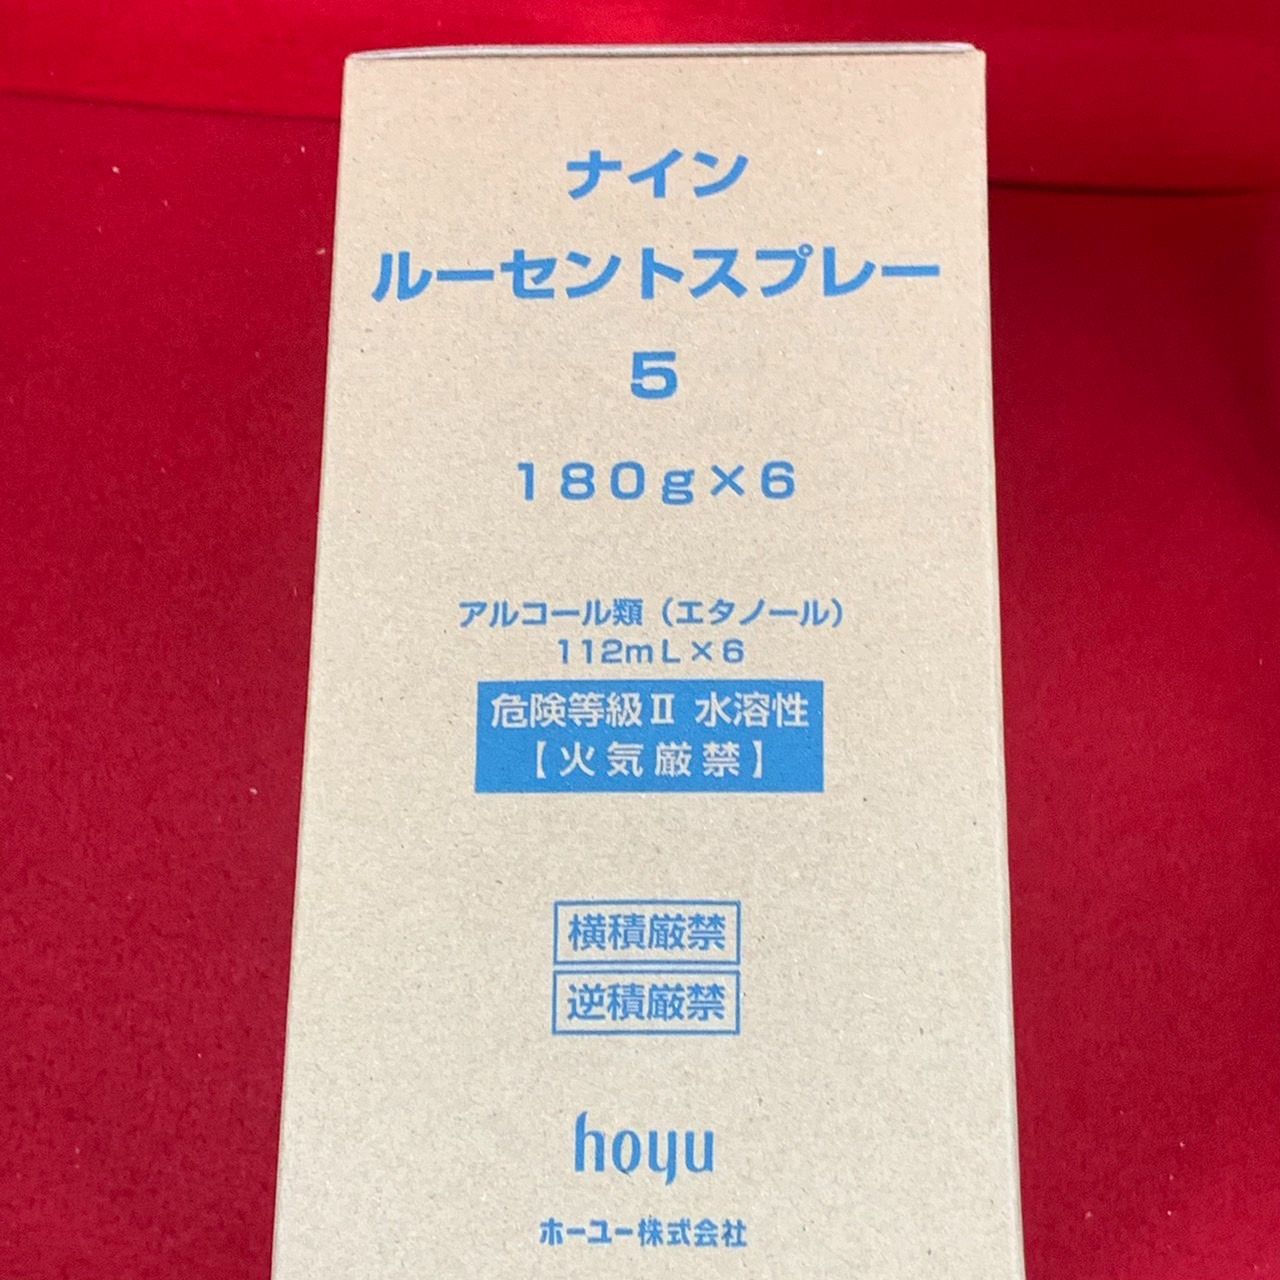 ナイン
ルーセントスプレー
5
180g×6
アルコール類（エタノール）
112mL×6
危険等級Ⅱ 水溶性
【火気厳禁】
横積厳禁
逆積厳禁
hoyu
ホーユー株式会社